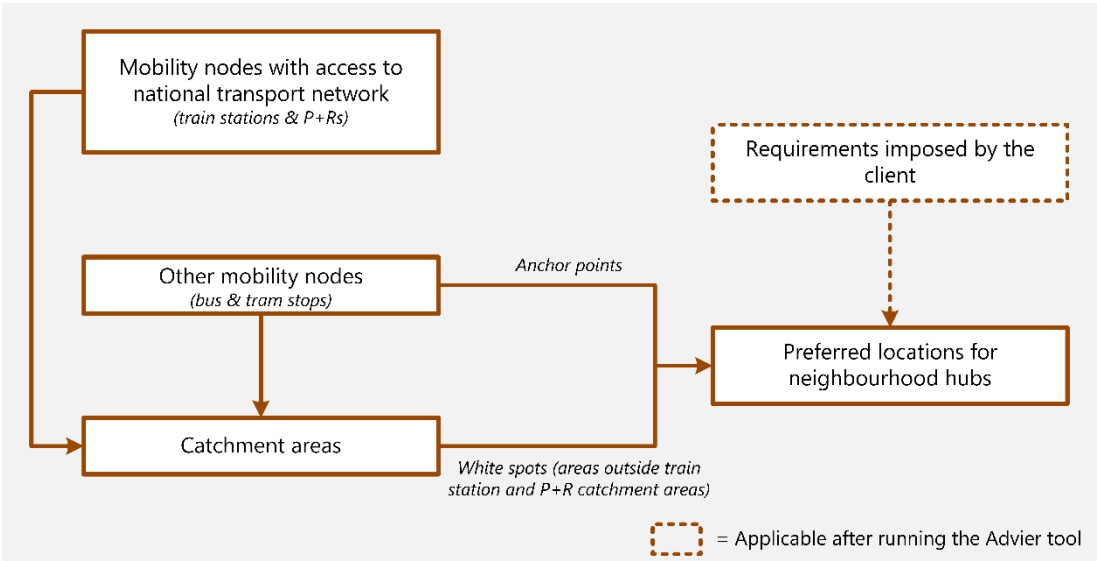 Mobility nodes with access to
national transport network
(train stations & P+Rs)
Requirements imposed by the
client
Other mobility nodes
(bus & tram stops)
Anchor points
Preferred locations for
neighbourhood hubs
Catchment areas
White spots (areas outside train
station and P+R catchment areas)
= Applicable after running the Advier tool